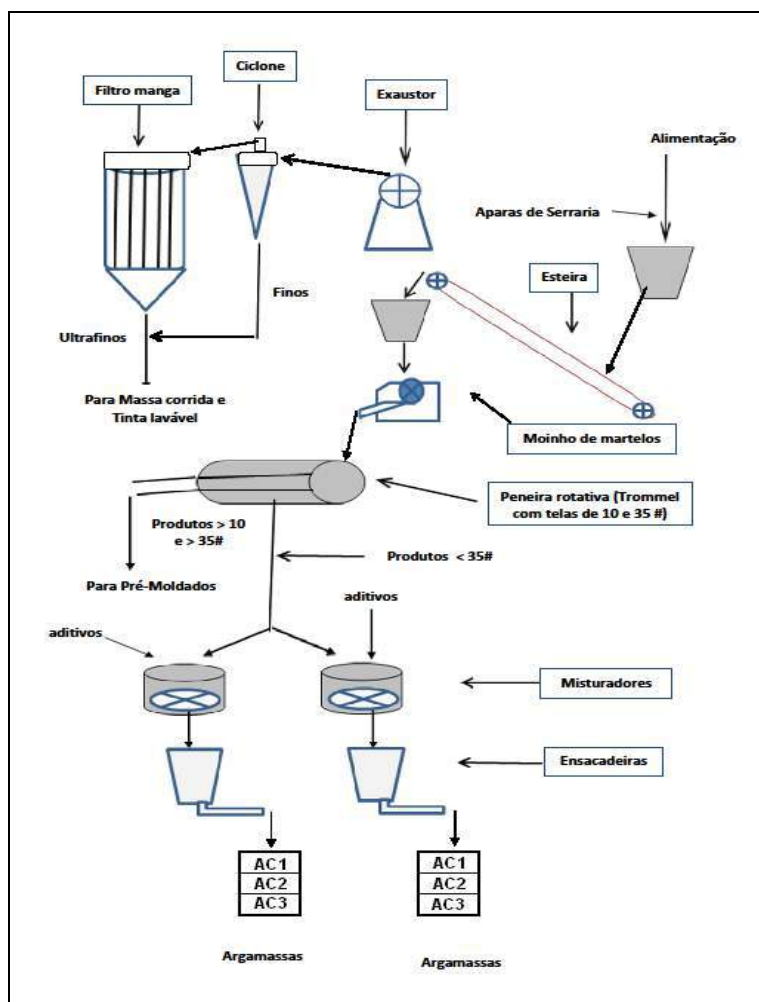 Ciclone
Filtro manga
Exaustor
Alimentação
Aparas de Serraria
Esteira
Finos
Ultrafinos
Para Massa corrida e
Tinta lavável
Moinho de martelos
Peneira rotativa (Trommel
com telas de 10 e 35 #)
Produtos > 10
e > 35#
Produtos < 35#
Para Pré-Moldados
aditivos
aditivos
Misturadores
Ensacadeiras
AC1
AC2
AC3
AC1
AC2
AC3
Argamassas
Argamassas